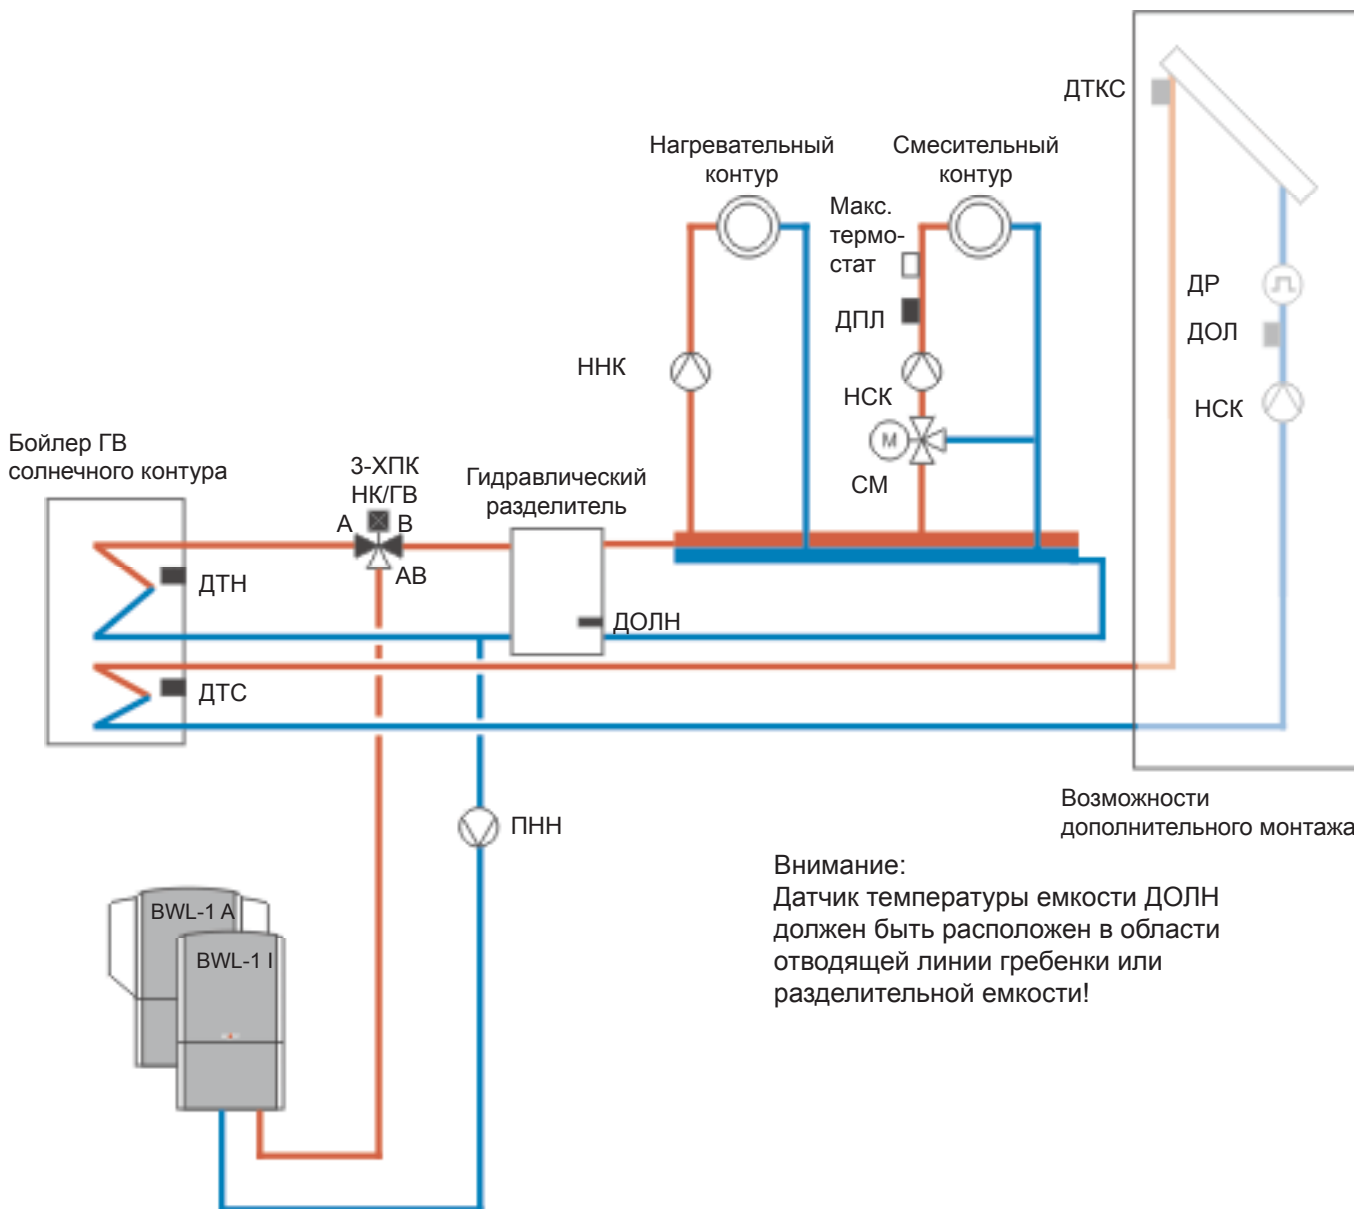 ДТКС
Нагревательный
контур
Смесительный
контур
Макс.
термо-
стат
ДПЛ
ННК
НСК
М
СМ
ДР
ДОЛ
НСК
Бойлер ГВ
солнечного контура
3-ХПК
НК/ГВ
А В
АВ
Гидравлический
разделитель
ДТН
ДОЛН
ДТС
ПНН
Возможности
дополнительного монтажа
Внимание:
Датчик температуры емкости ДОЛН
должен быть расположен в области
отводящей линии гребенки или
разделительной емкости!
BWL-1 A
BWL-1 I